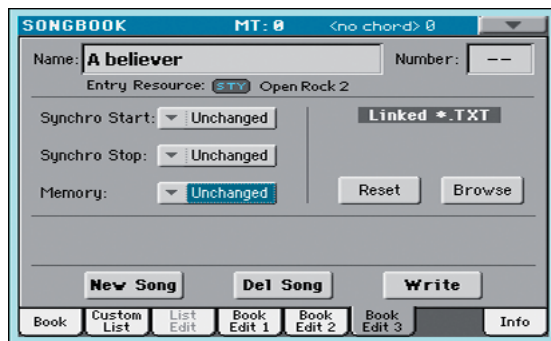 SONGBOOK MT: 0 <no chord> 0
Name: A believer Number: --
Entry Resource: STY Open Rock 2
Synchro Start: Unchanged Linked *.TXT
Synchro Stop: Unchanged
Memory: Unchanged Reset Browse
New Song Del Song Write
Book Custom List List Edit Book Edit 1 Book Edit 2 Book Edit 3 Info